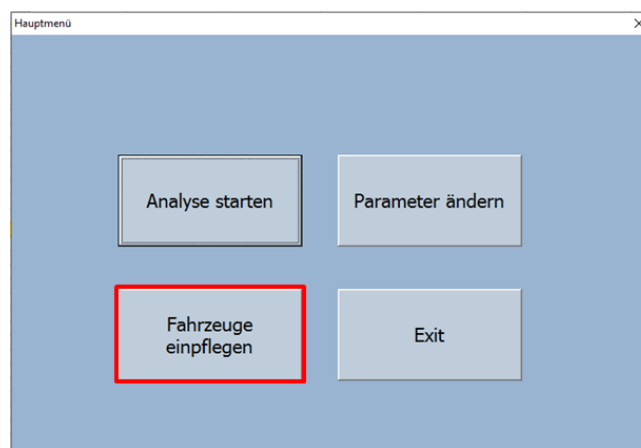 Hauptmenü
Analyse starten
Parameter ändern
Fahrzeuge
einpflegen
Exit